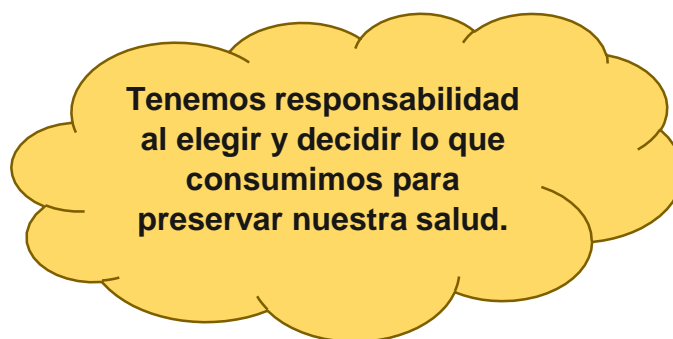 Tenemos responsabilidad
al elegir y decidir lo que
consumimos para
preservar nuestra salud.